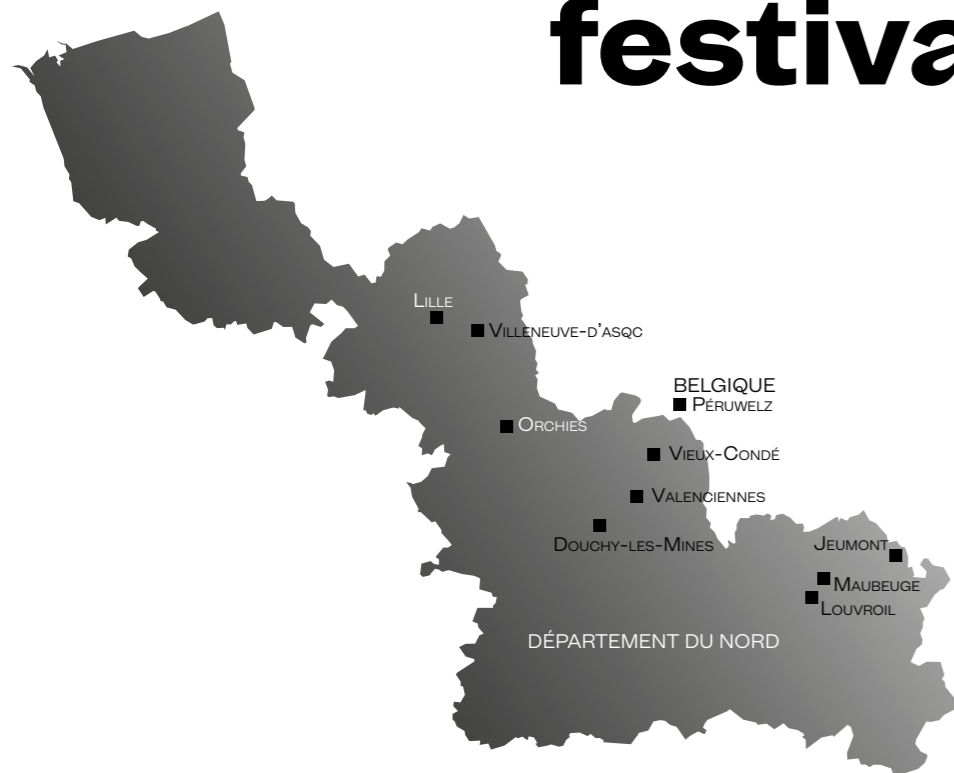 festiva
LILLE
VILLENEUVE-D'ASQC
BELGIQUE
PÉRUWELZ
ORCHIES
VIEUX-CONDÉ
VALENCIENNES
DOUCHY-LES-MINES
JEUMONT
MAUBEUGE
LOUVROIL
DÉPARTEMENT DU NORD